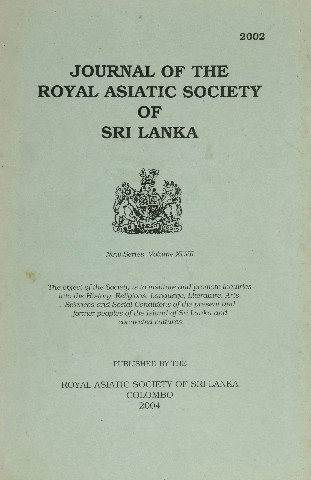 2002
JOURNAL OF THE
ROYAL ASIATIC SOCIETY
OF
SRI LANKA
New Series, Volume XLVII
The object of the Society is to institute and promote inquiries
into the History, Religions, Language, Literature, Arts
Sciences and Social Conditions of the present and
former peoples of the Island of Sri Lanka and
connected cultures
PUBLISHED BY THE
ROYAL ASIATIC SOCIETY OF SRI LANKA
COLOMBO
2004